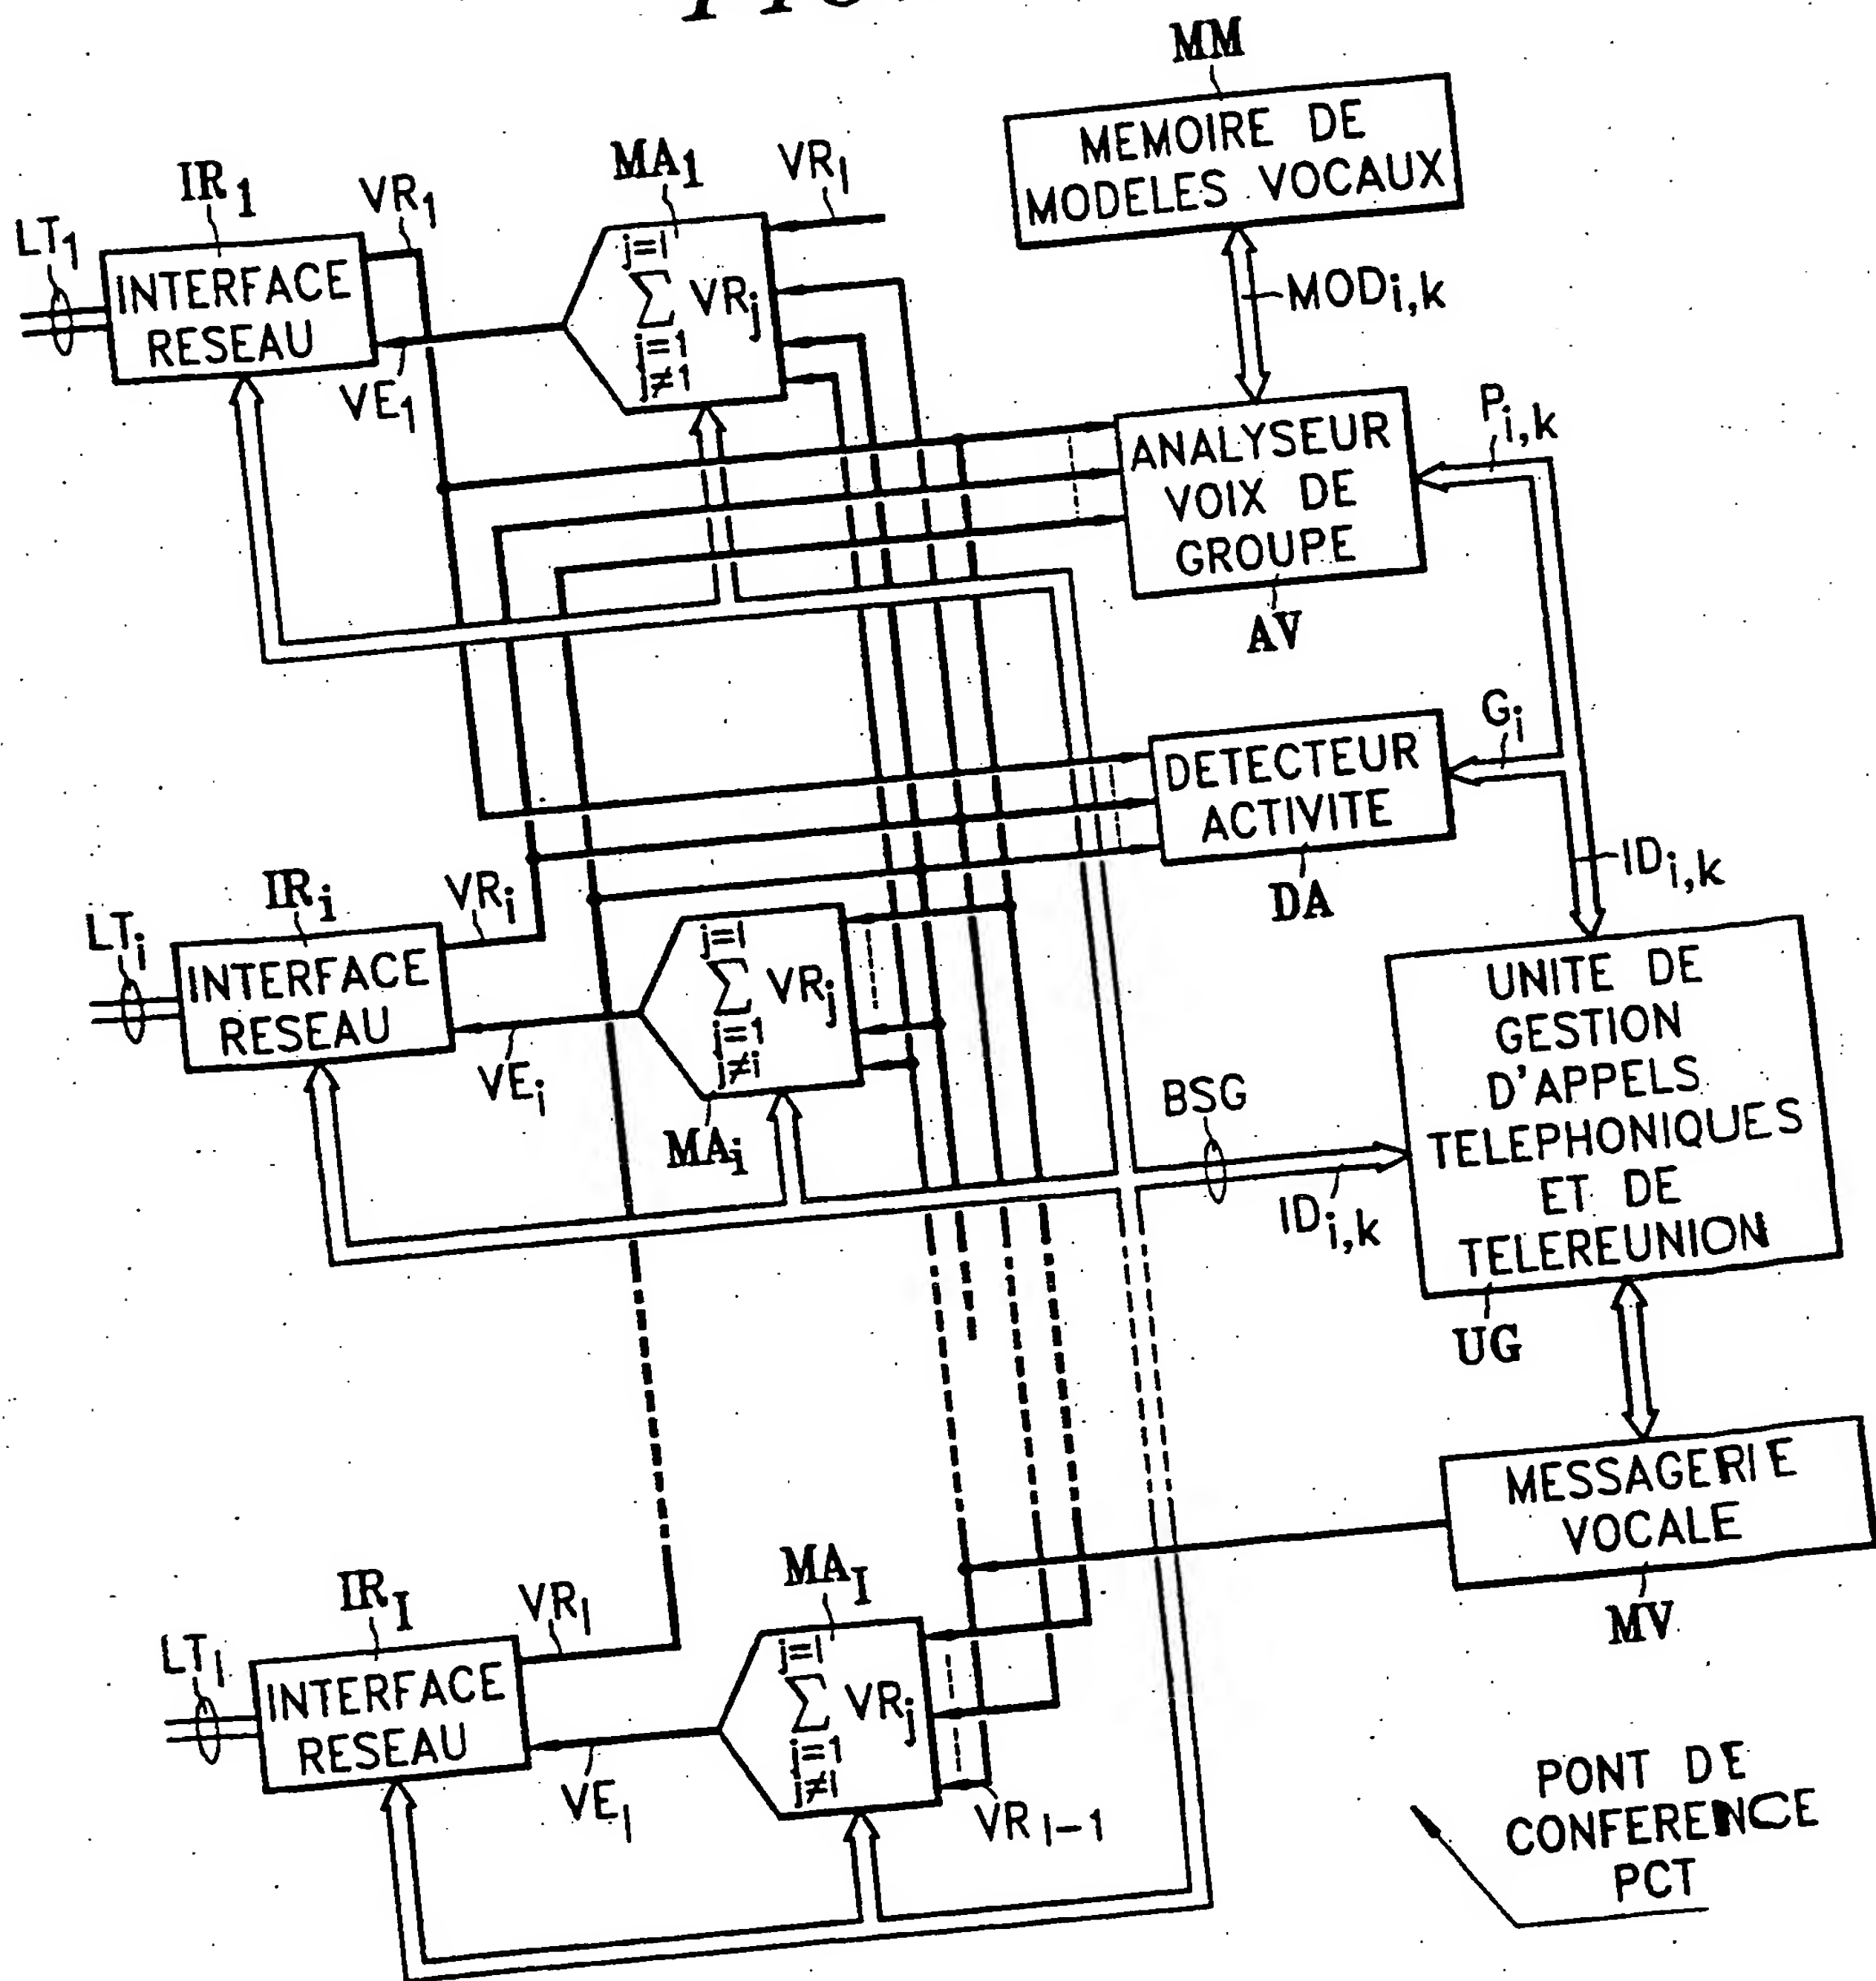 MM
MEMOIRE DE
MODELES VOCAUX
MA1
VRI
IR1
VR1
LT1
INTERFACE
RESEAU
j=I
∑ VRj
j=1
j≠1
VE1
MODi,k
Pi,k
ANALYSEUR
VOIX DE
GROUPE
AV
Gi
DETECTEUR
ACTIVITE
DA
IDi,k
IRi
VRi
LTi
INTERFACE
RESEAU
j=I
∑ VRj
j=1
j≠i
VEi
MAi
BSG
IDi,k
UNITE DE
GESTION
D'APPELS
TELEPHONIQUES
ET DE
TELEREUNION
UG
MESSAGERIE
VOCALE
MV
MAI
IRI
VRI
LTI
INTERFACE
RESEAU
j=I
∑ VRj
j=1
j≠I
VEI
VRI-1
PONT DE
CONFERENCE
PCT